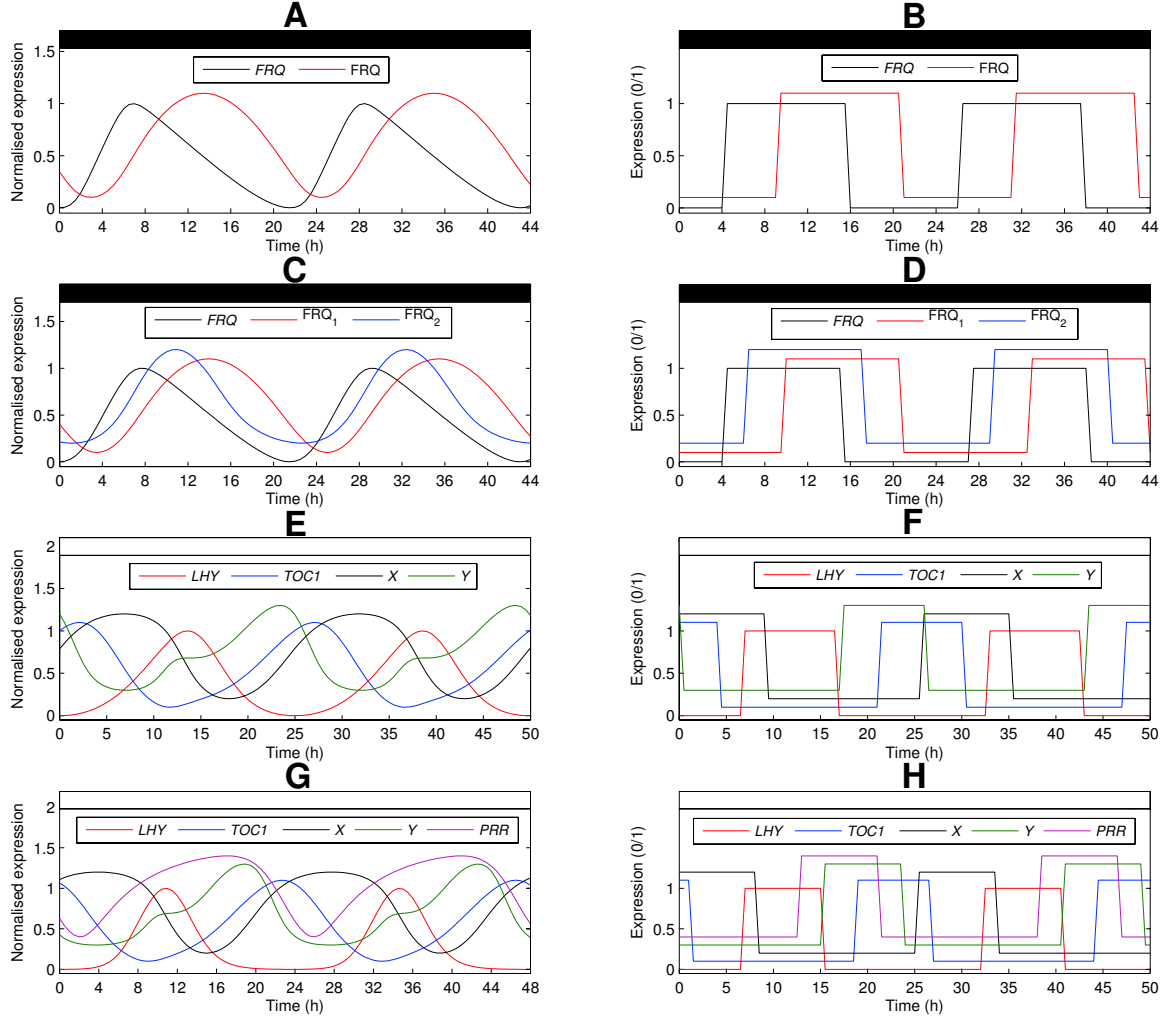 A
Normalised expression
1.5
1
0.5
0
FRQ FRQ
0 4 8 12 16 20 24 28 32 36 40 44
Time (h)
B
Expression (0/1)
1
0.5
0
FRQ FRQ
0 4 8 12 16 20 24 28 32 36 40 44
Time (h)
C
Normalised expression
1.5
1
0.5
0
FRQ FRQ1 FRQ2
0 4 8 12 16 20 24 28 32 36 40 44
Time (h)
D
Expression (0/1)
1
0.5
0
FRQ FRQ1 FRQ2
0 4 8 12 16 20 24 28 32 36 40 44
Time (h)
E
Normalised expression
2
1.5
1
0.5
0
LHY TOC1 X Y
0 5 10 15 20 25 30 35 40 45 50
Time (h)
F
Expression (0/1)
1
0.5
0
LHY TOC1 X Y
0 5 10 15 20 25 30 35 40 45 50
Time (h)
G
Normalised expression
2
1.5
1
0.5
0
LHY TOC1 X Y PRR
0 4 8 12 16 20 24 28 32 36 40 44 48
Time (h)
H
Expression (0/1)
1
0.5
0
LHY TOC1 X Y PRR
0 5 10 15 20 25 30 35 40 45 50
Time (h)